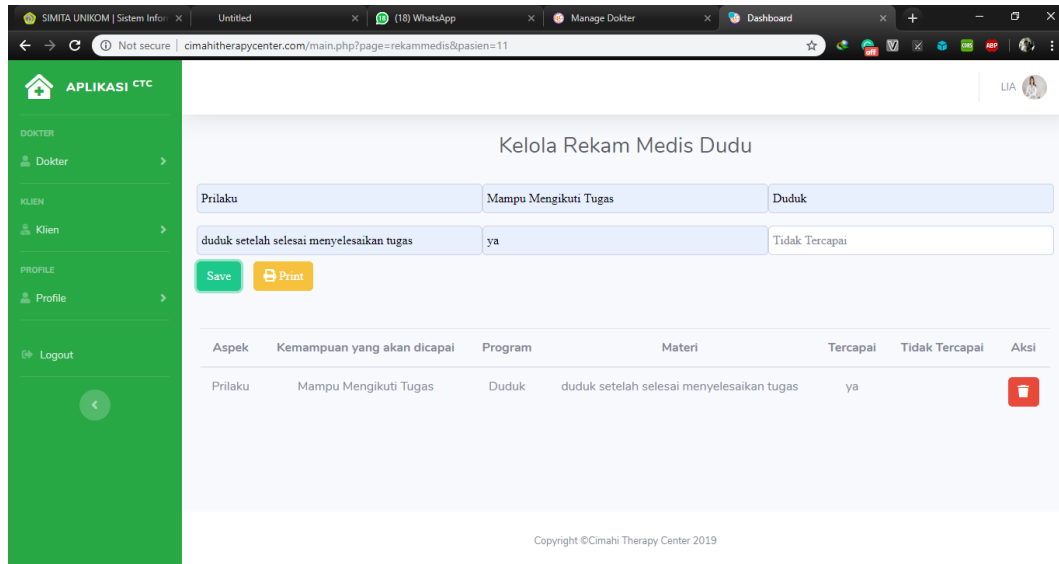 SIMITA UNIKOM | Sistem Infor
Untitled
(18) WhatsApp
Manage Dokter
Dashboard
Not secure | cimahitherapycenter.com/main.php?page=rekammedis&pasien=11
off
CORS
ABP
APLIKASI CTC
LIA
DOKTER
Dokter
KLIEN
Klien
PROFILE
Profile
Logout
Kelola Rekam Medis Dudu
Prilaku Mampu Mengikuti Tugas Duduk
duduk setelah selesai menyelesaikan tugas ya Tidak Tercapai
Save Print
Aspek Kemampuan yang akan dicapai Program Materi Tercapai Tidak Tercapai Aksi
Prilaku Mampu Mengikuti Tugas Duduk duduk setelah selesai menyelesaikan tugas ya
Copyright ©Cimahi Therapy Center 2019